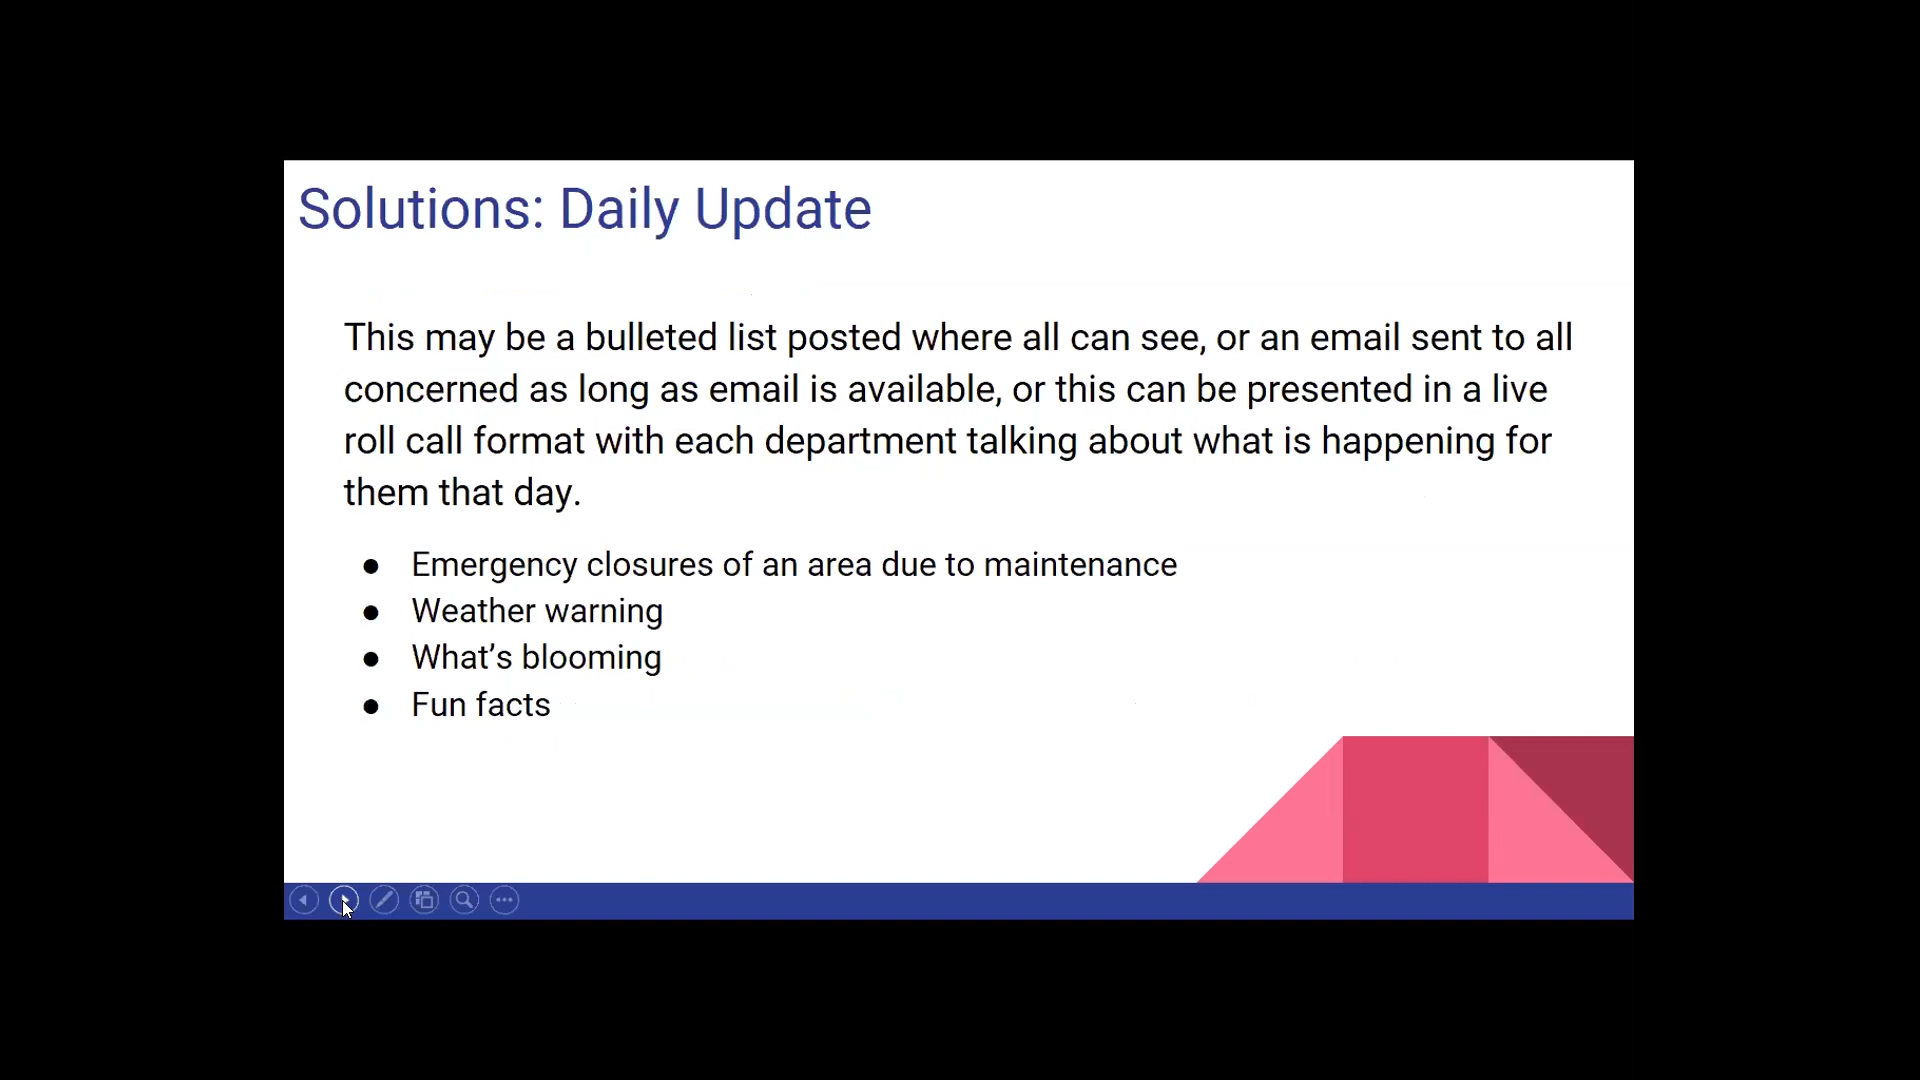 Solutions: Daily Update
This may be a bulleted list posted where all can see, or an email sent to all
concerned as long as email is available, or this can be presented in a live
roll call format with each department talking about what is happening for
them that day.
● Emergency closures of an area due to maintenance
● Weather warning
● What’s blooming
● Fun facts